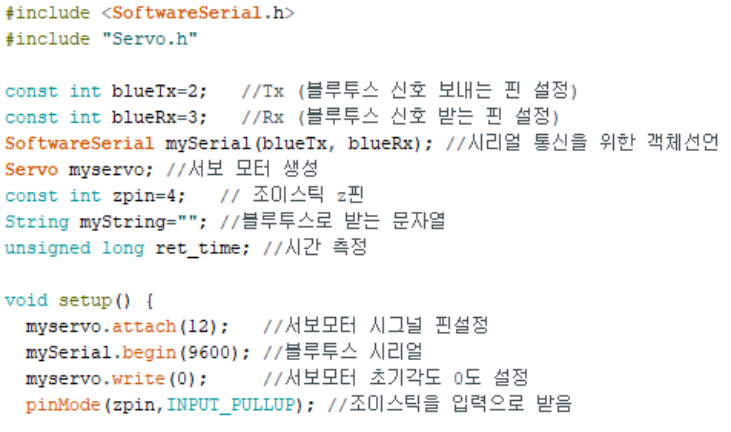 #include <SoftwareSerial.h>
#include "Servo.h"
const int blueTx=2;   //Tx (블루투스 신호 보내는 핀 설정)
const int blueRx=3;   //Rx (블루투스 신호 받는 핀 설정)
SoftwareSerial mySerial(blueTx, blueRx); //시리얼 통신을 위한 객체선언
Servo myservo; //서보 모터 생성
const int zpin=4;   // 조이스틱 z핀
String myString=""; //블루투스로 받는 문자열
unsigned long ret_time; //시간 측정
void setup() {
  myservo.attach(12);   //서보모터 시그널 핀설정
  mySerial.begin(9600); //블루투스 시리얼
  myservo.write(0);     //서보모터 초기각도 0도 설정
  pinMode(zpin,INPUT_PULLUP); //조이스틱을 입력으로 받음